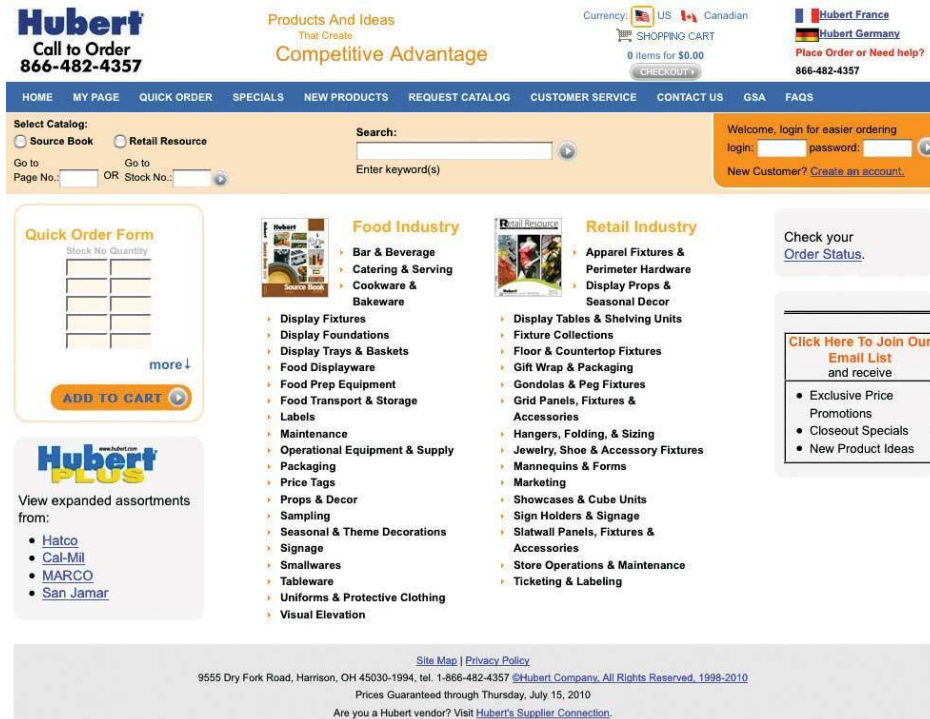 Hubert
Call to Order
866-482-4357
Products And Ideas
That Create
Competitive Advantage
Currency: US Canadian
SHOPPING CART
0 items for $0.00
CHECKOUT
Hubert France
Hubert Germany
Place Order or Need help?
866-482-4357
HOME MY PAGE QUICK ORDER SPECIALS NEW PRODUCTS REQUEST CATALOG CUSTOMER SERVICE CONTACT US GSA FAQS
Select Catalog:
Source Book Retail Resource
Go to Page No.: OR Go to Stock No.:
Search:
Enter keyword(s)
Welcome, login for easier ordering
login: password:
New Customer? Create an account.
Quick Order Form
Stock No Quantity
more↓
ADD TO CART
www.hubert.com
Hubert
PLUS
View expanded assortments
from:
• Hatco
• Cal-Mil
• MARCO
• San Jamar
Hubert
Source Book
Food Industry
Bar & Beverage
Catering & Serving
Cookware &
Bakeware
Display Fixtures
Display Foundations
Display Trays & Baskets
Food Displayware
Food Prep Equipment
Food Transport & Storage
Labels
Maintenance
Operational Equipment & Supply
Packaging
Price Tags
Props & Decor
Sampling
Seasonal & Theme Decorations
Signage
Smallwares
Tableware
Uniforms & Protective Clothing
Visual Elevation
Retail Resource
Retail Industry
Apparel Fixtures &
Perimeter Hardware
Display Props &
Seasonal Decor
Display Tables & Shelving Units
Fixture Collections
Floor & Countertop Fixtures
Gift Wrap & Packaging
Gondolas & Peg Fixtures
Grid Panels, Fixtures &
Accessories
Hangers, Folding, & Sizing
Jewelry, Shoe & Accessory Fixtures
Mannequins & Forms
Marketing
Showcases & Cube Units
Sign Holders & Signage
Slatwall Panels, Fixtures &
Accessories
Store Operations & Maintenance
Ticketing & Labeling
Check your
Order Status.
Click Here To Join Our
Email List
and receive
• Exclusive Price
Promotions
• Closeout Specials
• New Product Ideas
Site Map | Privacy Policy
9555 Dry Fork Road, Harrison, OH 45030-1994, tel. 1-866-482-4357 ©Hubert Company, All Rights Reserved, 1998-2010
Prices Guaranteed through Thursday, July 15, 2010
Are you a Hubert vendor? Visit Hubert's Supplier Connection.